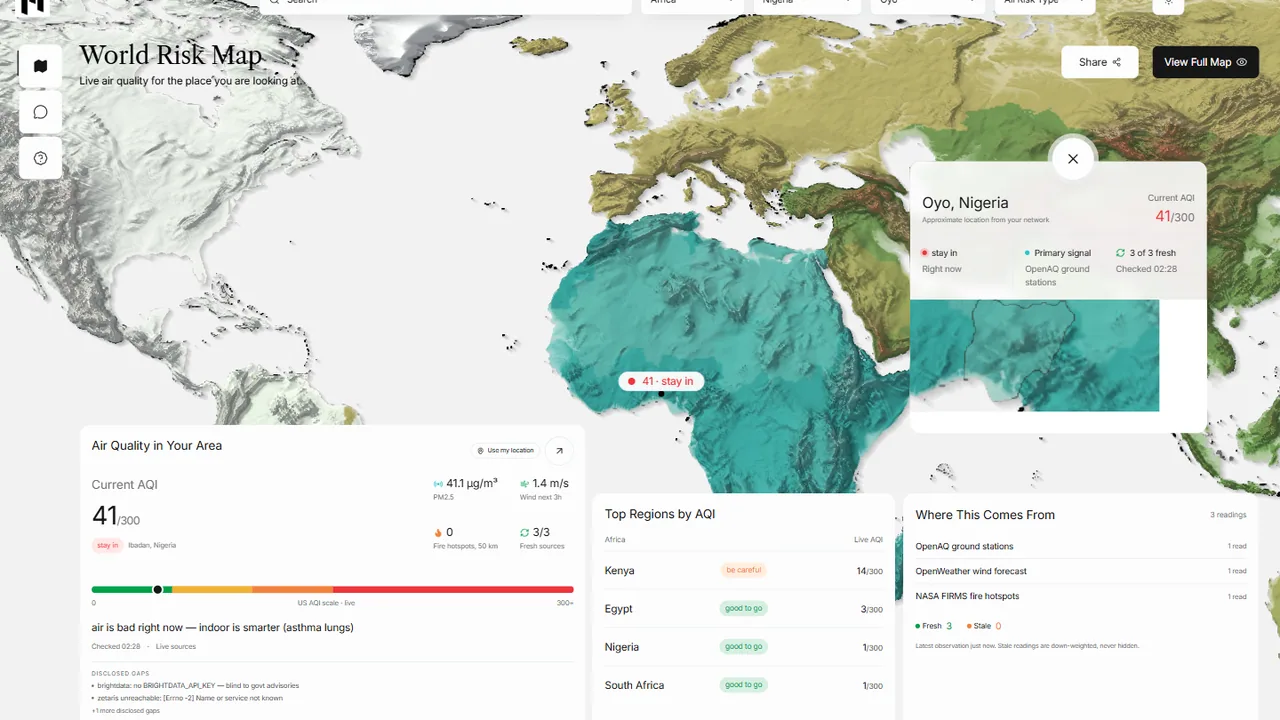 Search
Africa
Nigeria
Oyo
All Risk Type
World Risk Map
Live air quality for the place you are looking at.
Share
View Full Map
Oyo, Nigeria
Approximate location from your network
Current AQI
41/300
stay in
Right now
Primary signal
OpenAQ ground
stations
3 of 3 fresh
Checked 02:28
41 · stay in
Air Quality in Your Area
Use my location
Current AQI
41/300
stay in
Ibadan, Nigeria
41.1 µg/m³
PM2.5
1.4 m/s
Wind next 3h
0
Fire hotspots, 50 km
3/3
Fresh sources
0
US AQI scale · live
300+
air is bad right now — indoor is smarter (asthma lungs)
Checked 02:28 · Live sources
DISCLOSED GAPS
• brightdata: no BRIGHTDATA_API_KEY — blind to govt advisories
• zetaris unreachable: [Errno -2] Name or service not known
+1 more disclosed gaps
Top Regions by AQI
Africa
Live AQI
Kenya
be careful
14/300
Egypt
good to go
3/300
Nigeria
good to go
1/300
South Africa
good to go
1/300
Where This Comes From
3 readings
OpenAQ ground stations
1 read
OpenWeather wind forecast
1 read
NASA FIRMS fire hotspots
1 read
Fresh 3
Stale 0
Latest observation just now. Stale readings are down-weighted, never hidden.